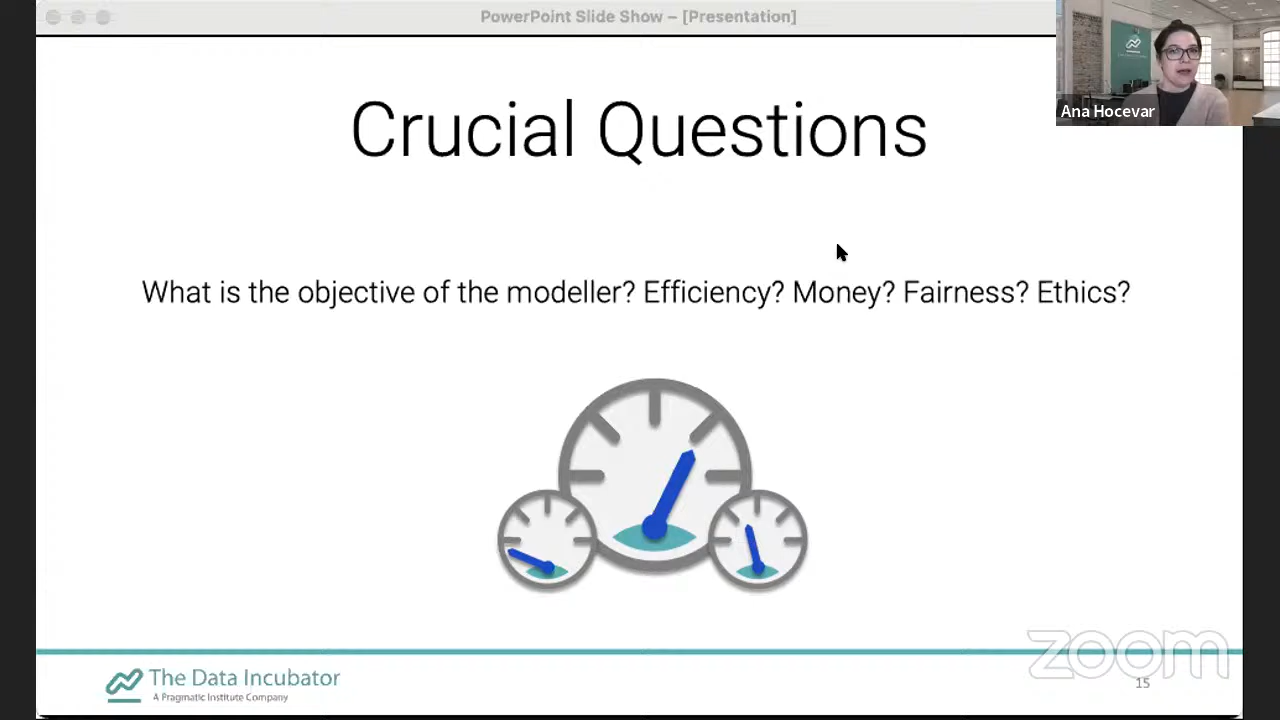 PowerPoint Slide Show – [Presentation]
Ana Hocevar
Crucial Questions
What is the objective of the modeller? Efficiency? Money? Fairness? Ethics?
The Data Incubator
A Pragmatic Institute Company
zoom
15